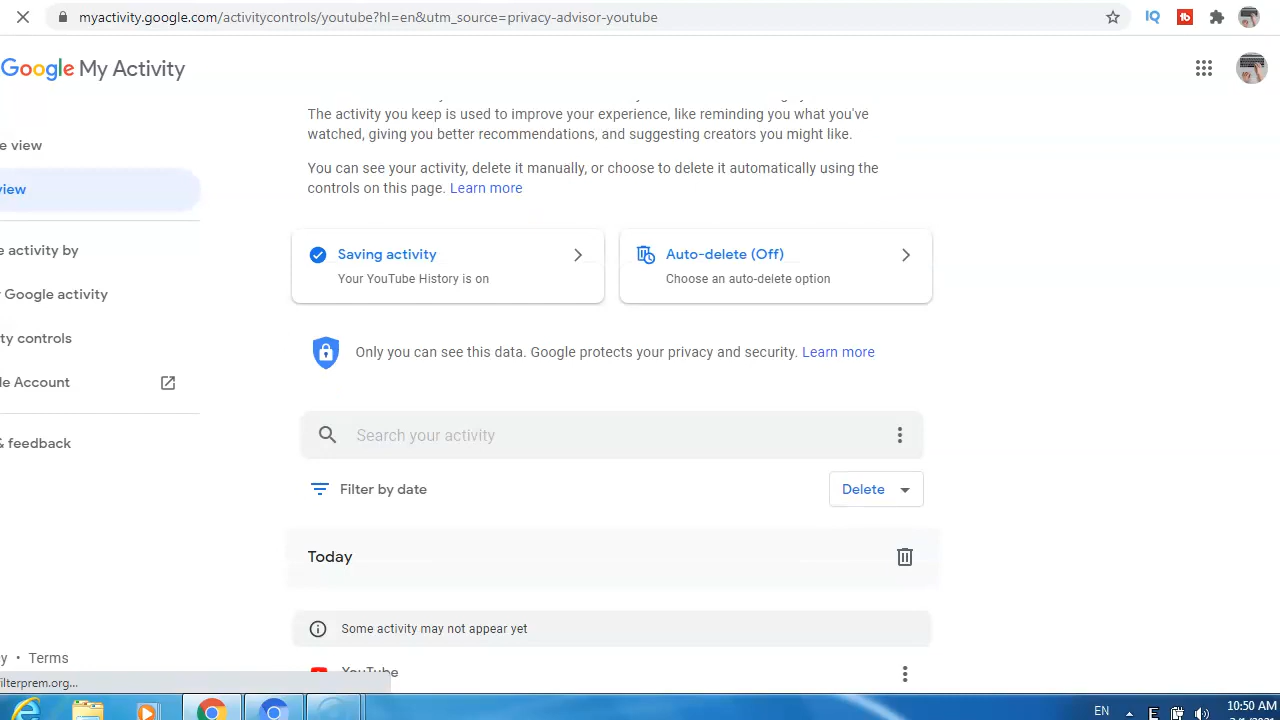 myactivity.google.com/activitycontrols/youtube?hl=en&utm_source=privacy-advisor-youtube
IQ
Google My Activity
The activity you keep is used to improve your experience, like reminding you what you've
watched, giving you better recommendations, and suggesting creators you might like.
e view
You can see your activity, delete it manually, or choose to delete it automatically using the
controls on this page. Learn more
view
Saving activity
Your YouTube History is on
Auto-delete (Off)
Choose an auto-delete option
e activity by
Google activity
ty controls
Only you can see this data. Google protects your privacy and security. Learn more
le Account
& feedback
Search your activity
Filter by date
Delete
Today
Some activity may not appear yet
YouTube
y • Terms
ilterprem.org...
EN
10:50 AM